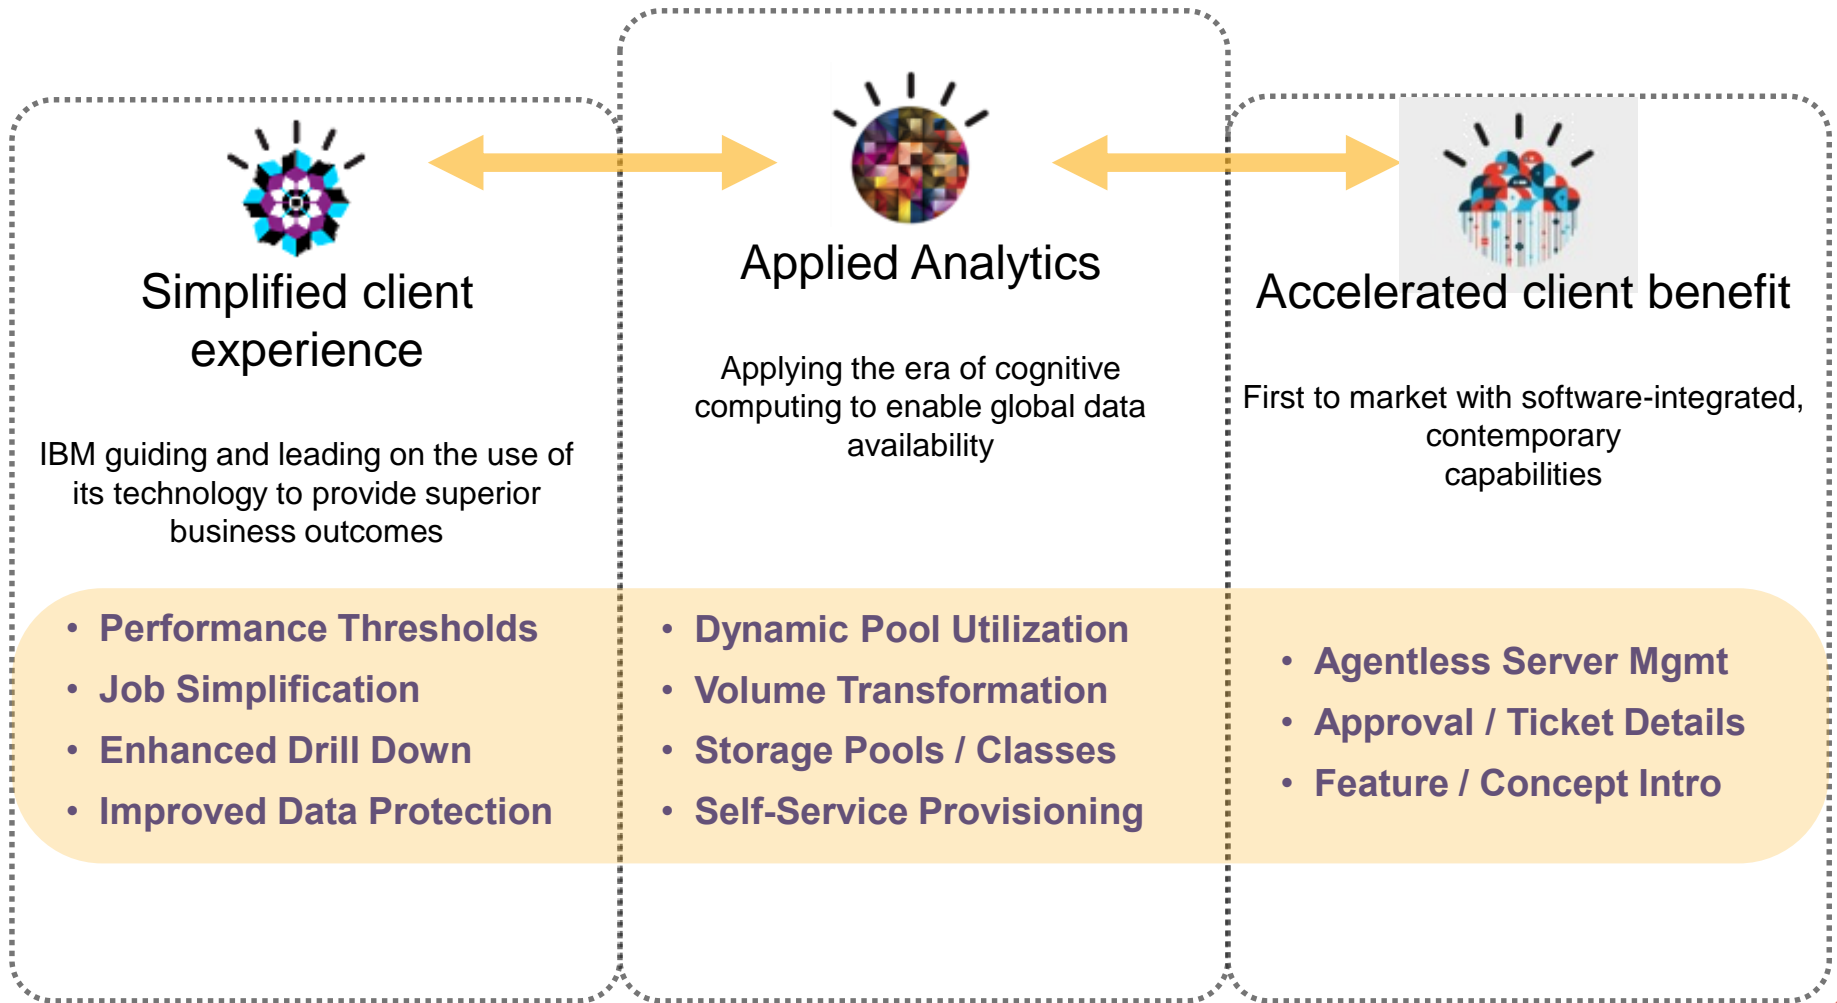 Simplified client
experience
IBM guiding and leading on the use of
its technology to provide superior
business outcomes
• Performance Thresholds
• Job Simplification
• Enhanced Drill Down
• Improved Data Protection
Applied Analytics
Applying the era of cognitive
computing to enable global data
availability
• Dynamic Pool Utilization
• Volume Transformation
• Storage Pools / Classes
• Self-Service Provisioning
Accelerated client benefit
First to market with software-integrated,
contemporary
capabilities
• Agentless Server Mgmt
• Approval / Ticket Details
• Feature / Concept Intro